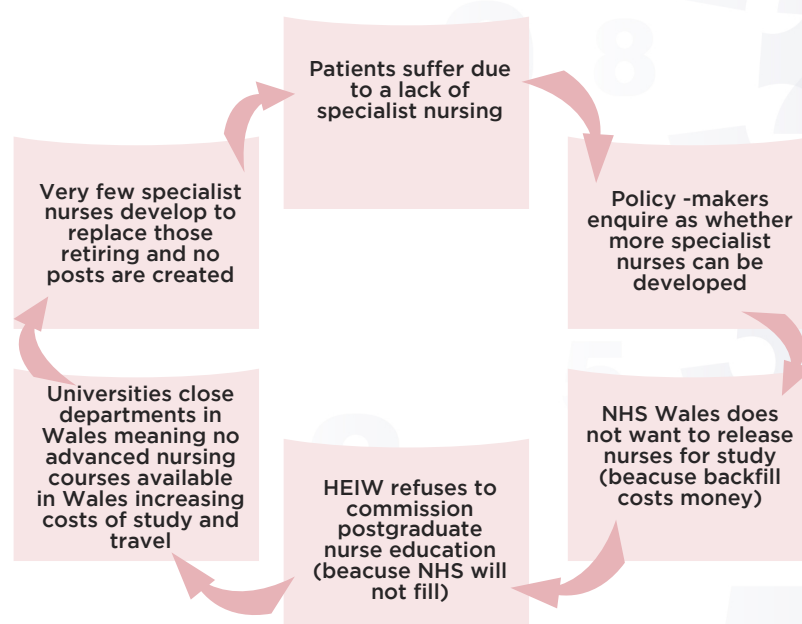 Patients suffer due
to a lack of
specialist nursing
Policy -makers
enquire as whether
more specialist
nurses can be
developed
NHS Wales does
not want to release
nurses for study
(beacuse backfill
costs money)
HEIW refuses to
commission
postgraduate
nurse education
(beacuse NHS will
not fill)
Universities close
departments in
Wales meaning no
advanced nursing
courses available
in Wales increasing
costs of study and
travel
Very few specialist
nurses develop to
replace those
retiring and no
posts are created
8
5